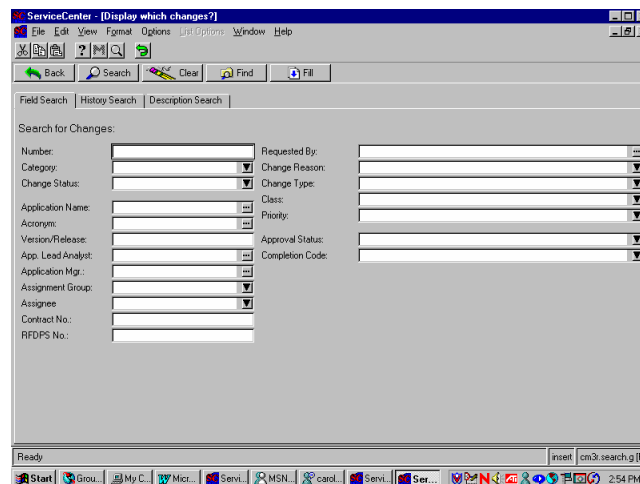 ServiceCenter - [Display which changes?]
File Edit View Format Options List Options Window Help
Back Search Clear Find Fill
Field Search History Search Description Search
Search for Changes:
Number: Requested By:
Category: Change Reason:
Change Status: Change Type:
Class:
Application Name: Priority:
Acronym:
Version/Release: Approval Status:
App. Lead Analyst: Completion Code:
Application Mgr.:
Assignment Group:
Assignee
Contract No.:
RFDPS No.:
Ready insert cm3r.search.g
Start Grou... My C... Micr... Servi... MSN... carol... Servi... Ser... 2:54 PM